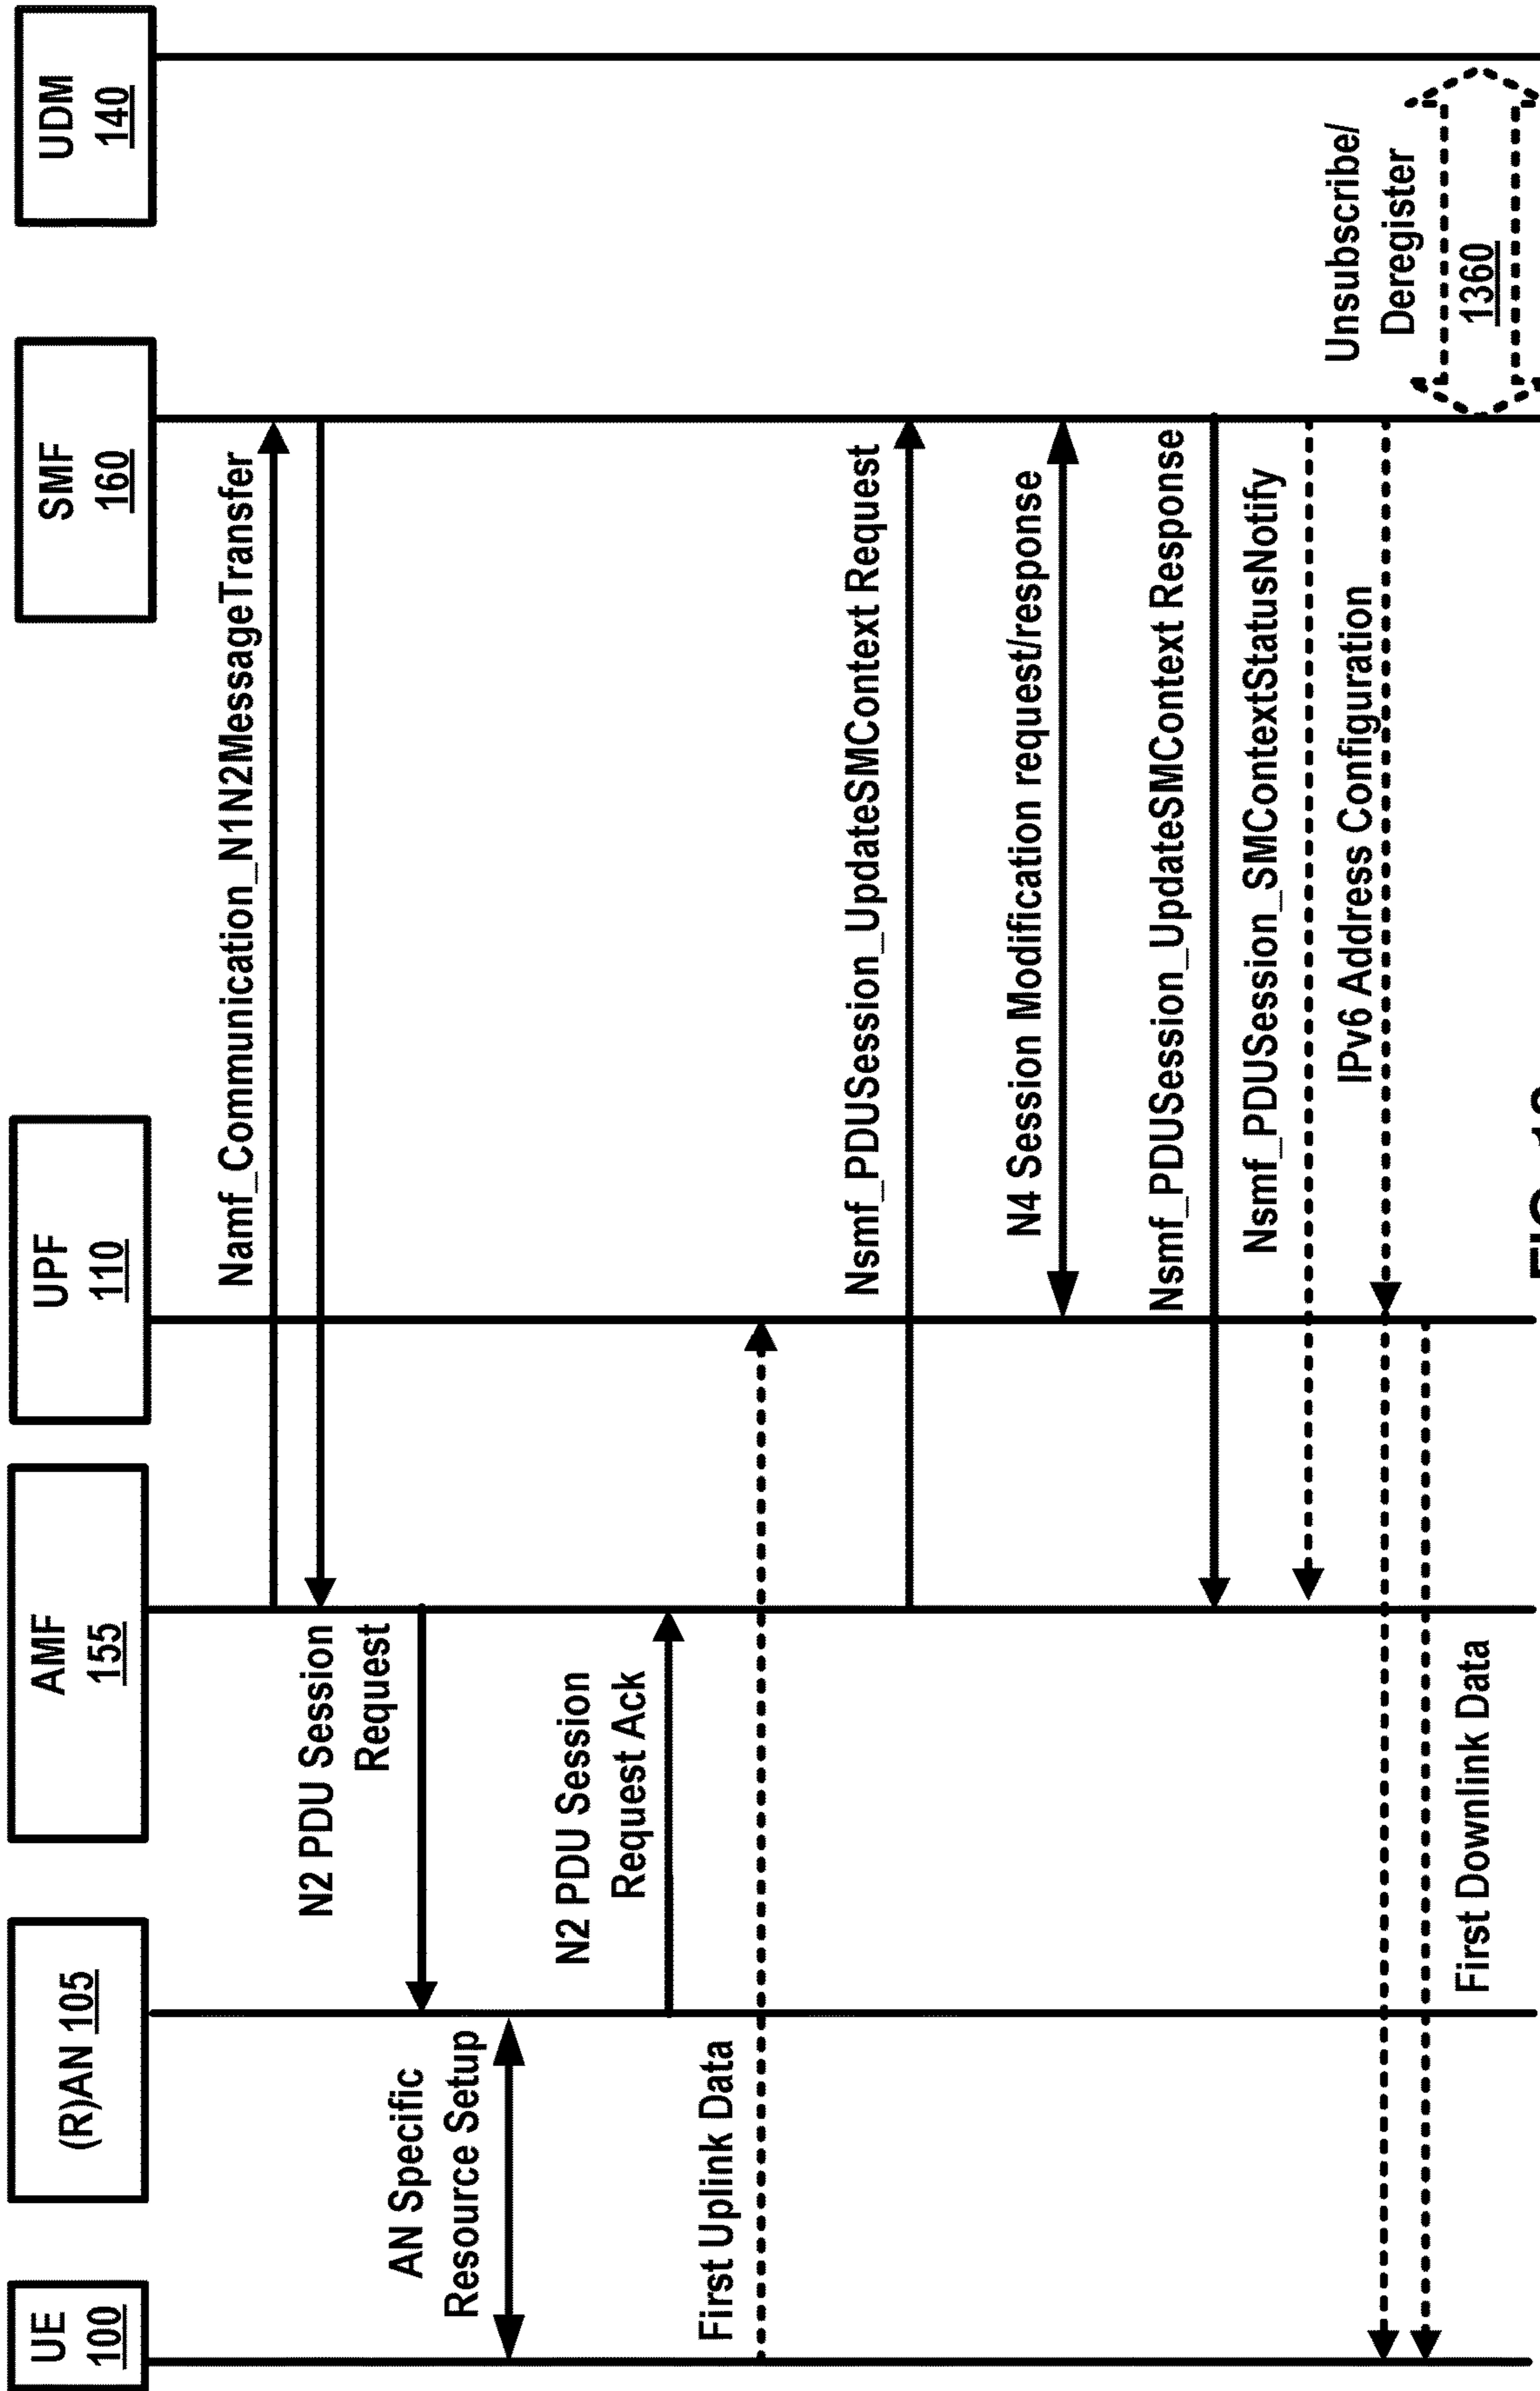 UE
100
(R)AN 105
AMF
155
UPF
110
SMF
160
UDM
140
Namf_Communication_N1N2MessageTransfer
N2 PDU Session
Request
AN Specific
Resource Setup
N2 PDU Session
Request Ack
First Uplink Data
Nsmf_PDUSession_UpdateSMContext Request
N4 Session Modification request/response
Nsmf_PDUSession_UpdateSMContext Response
Nsmf_PDUSession_SMContextStatusNotify
IPv6 Address Configuration
First Downlink Data
Unsubscribe/
Deregister
1360